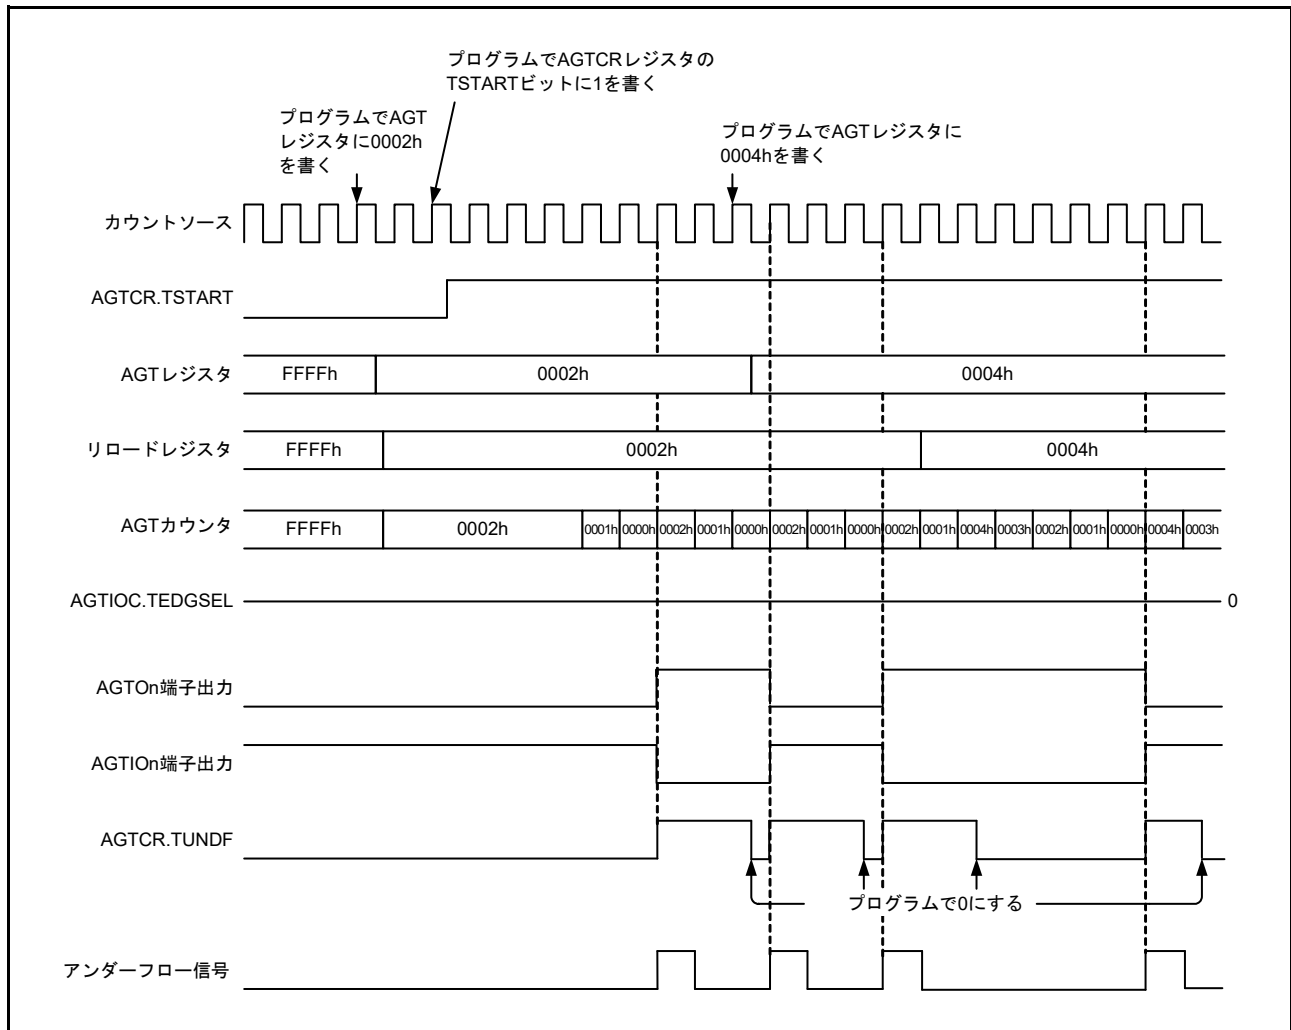 プログラムでAGTCRレジスタの
TSTARTビットに1を書く
プログラムでAGT
レジスタに0002h
を書く
プログラムでAGTレジスタに
0004hを書く
カウントソース
AGTCR.TSTART
AGTレジスタ
FFFFh
0002h
0004h
リロードレジスタ
FFFFh
0002h
0004h
AGTカウンタ
FFFFh
0002h
0001h
0000h
0002h
0001h
0000h
0002h
0001h
0000h
0002h
0001h
0004h
0003h
0002h
0001h
0000h
0004h
0003h
AGTIOC.TEDGSEL
0
AGTOn端子出力
AGTIOn端子出力
AGTCR.TUNDF
プログラムで0にする
アンダーフロー信号